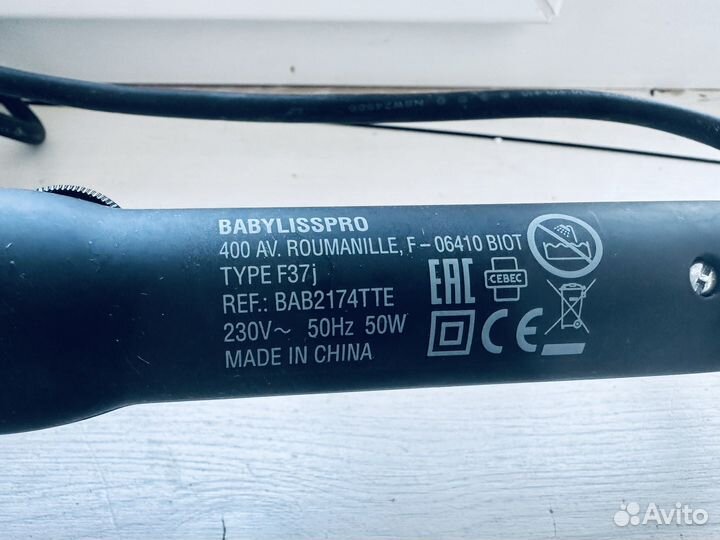 BABYLISSPRO
400 AV. ROUMANILLE, F - 06410 BIOT
TYPE F37j
REF.: BAB2174TTE
230V~ 50Hz 50W
MADE IN CHINA
EAC
CEBEC
CE
Avito